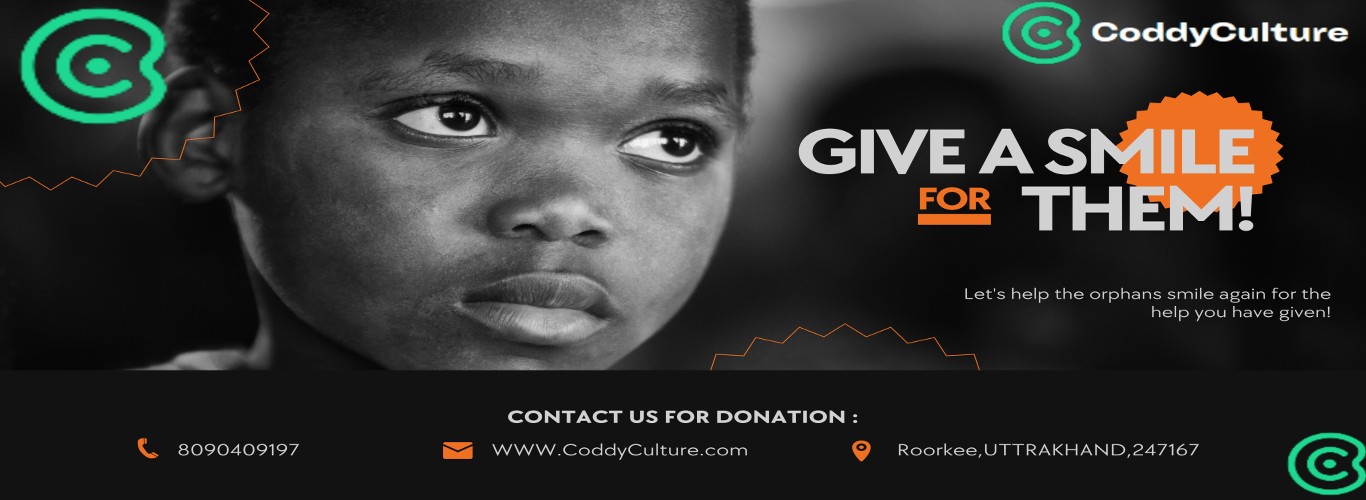 CoddyCulture
GIVE A SMILE
FOR THEM!
Let's help the orphans smile again for the
help you have given!
CONTACT US FOR DONATION :
8090409197
WWW.CoddyCulture.com
Roorkee,UTTRAKHAND,247167